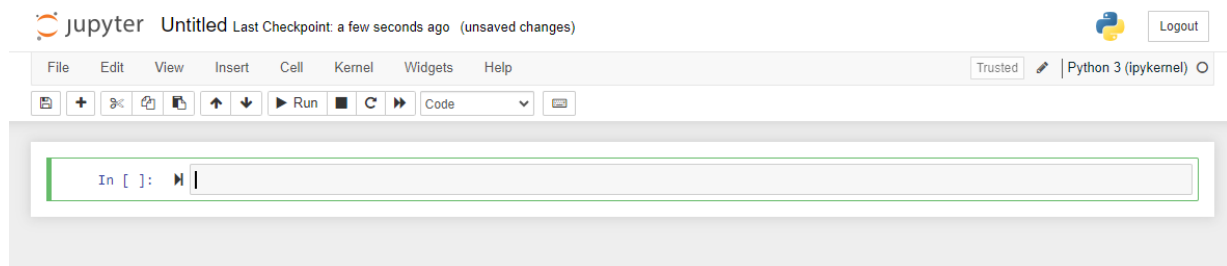 jupyter Untitled Last Checkpoint: a few seconds ago (unsaved changes) Logout
File Edit View Insert Cell Kernel Widgets Help Trusted Python 3 (ipykernel)
Run Code
In [ ]: